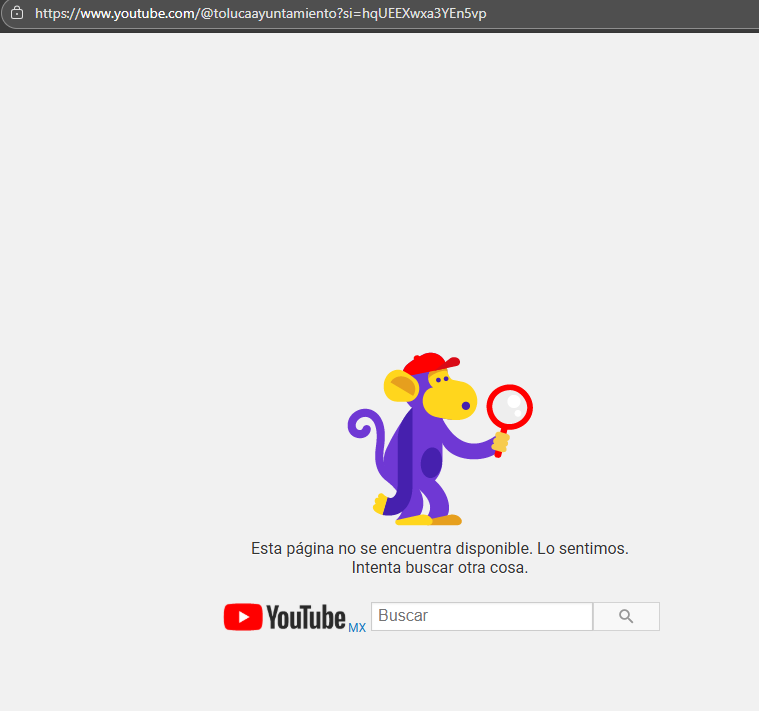 https://www.youtube.com/@tolucaayuntamiento?si=hqUEEXwxa3YEn5vp
Esta página no se encuentra disponible. Lo sentimos.
Intenta buscar otra cosa.
YouTube MX Buscar